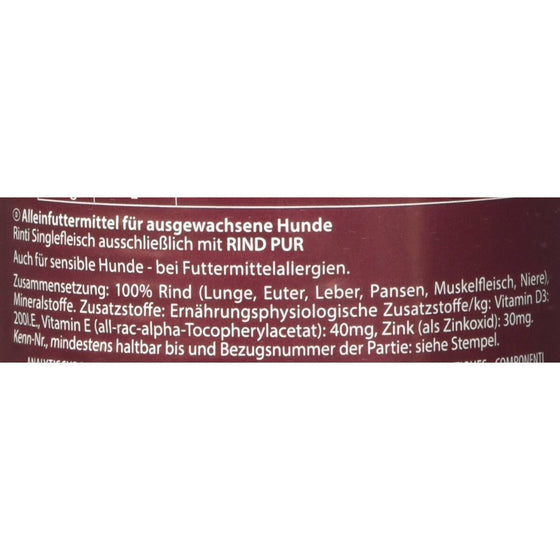 Ⓓ Alleinfuttermittel für ausgewachsene Hunde
Rinti Singlefleisch ausschließlich mit RIND PUR
Auch für sensible Hunde - bei Futtermittelallergien.
Zusammensetzung: 100% Rind (Lunge, Euter, Leber, Pansen, Muskelfleisch, Niere),
Mineralstoffe. Zusatzstoffe: Ernährungsphysiologische Zusatzstoffe/kg: Vitamin D3:
200I.E., Vitamin E (all-rac-alpha-Tocopherylacetat): 40mg, Zink (als Zinkoxid): 30mg.
Kenn-Nr., mindestens haltbar bis und Bezugsnummer der Partie: siehe Stempel.